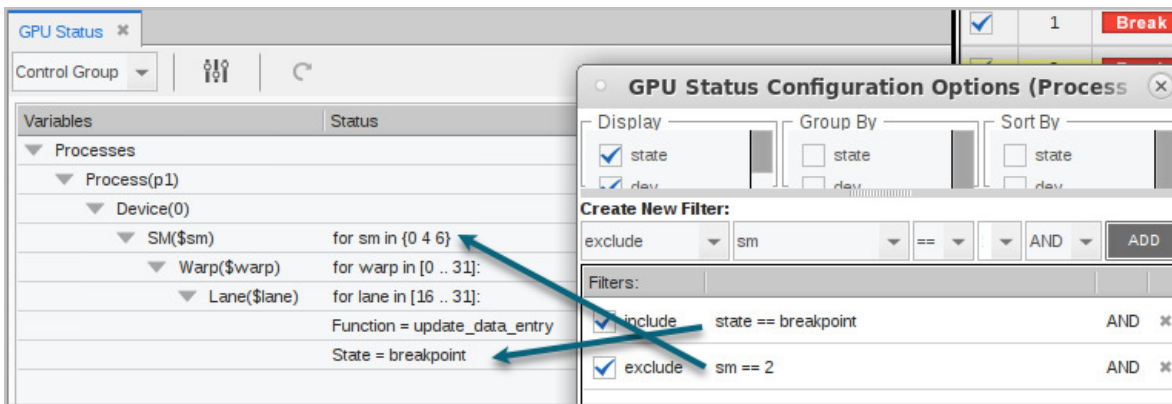 GPU Status
Control Group
Variables Status
Processes
Process(p1)
Device(0)
SM($sm) for sm in {0 4 6}
Warp($warp) for warp in [0 .. 31]:
Lane($lane) for lane in [16 .. 31]:
Function = update_data_entry
State = breakpoint
1 Break
GPU Status Configuration Options (Process
Display Group By Sort By
state state state
dev dev dev
Create New Filter:
exclude sm == AND ADD
Filters:
include state == breakpoint AND
exclude sm == 2 AND